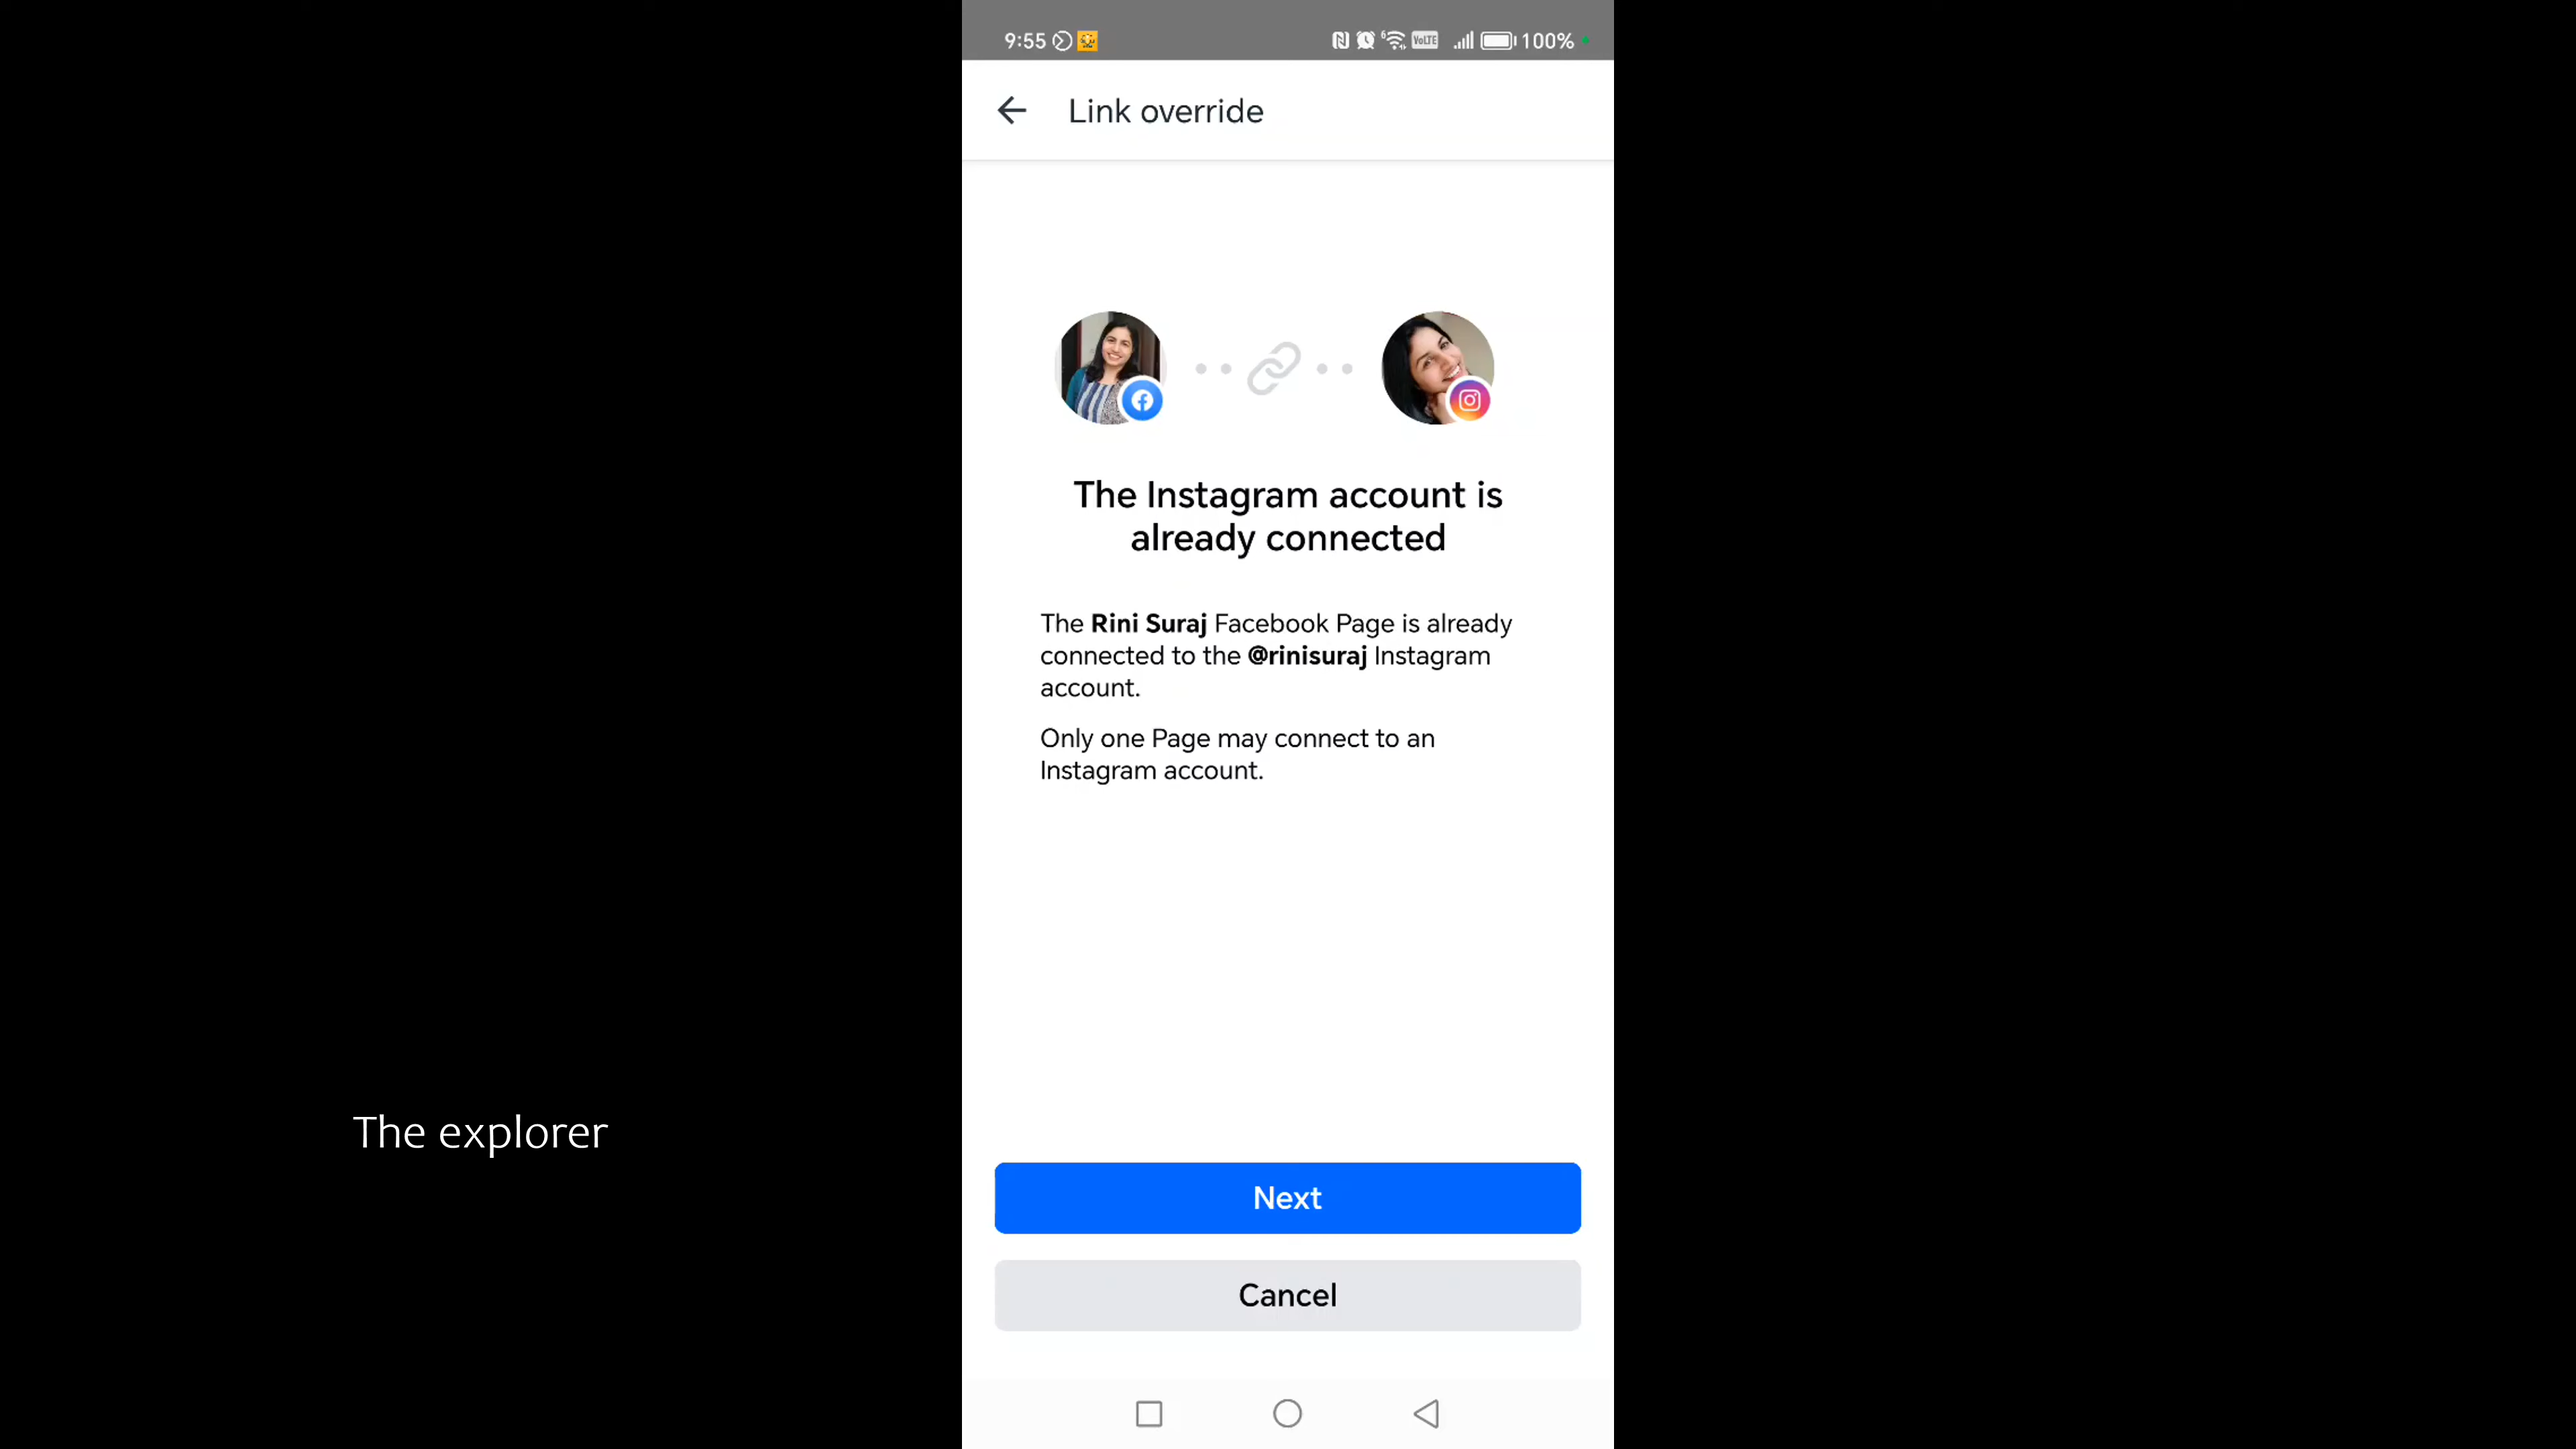 9:55 VoLTE 100%
Link override
The Instagram account is
already connected
The Rini Suraj Facebook Page is already
connected to the @rinisuraj Instagram
account.
Only one Page may connect to an
Instagram account.
The explorer
Next
Cancel